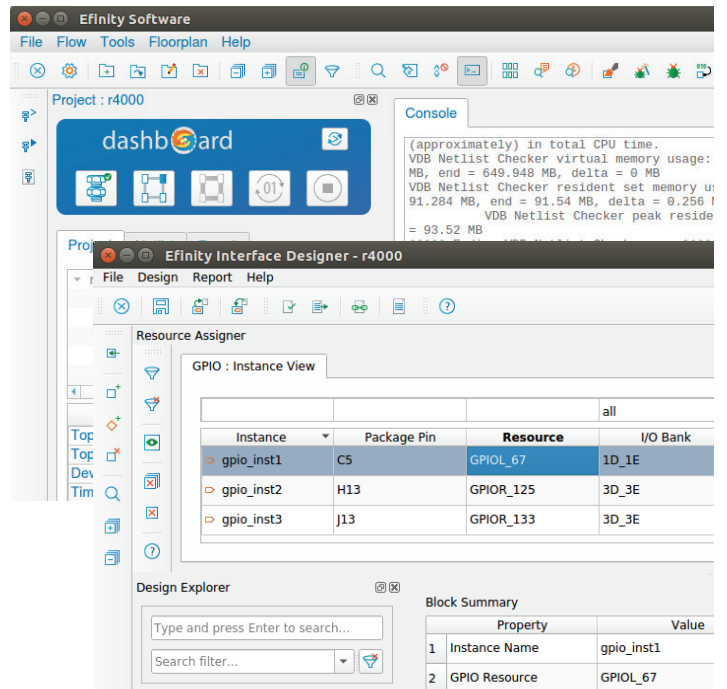 Efinity Software
File Flow Tools Floorplan Help
Project : r4000
dashboard
01
Console
(approximately) in total CPU time.
VDB Netlist Checker virtual memory usage:
MB, end = 649.948 MB, delta = 0 MB
VDB Netlist Checker resident set memory
91.284 MB, end = 91.54 MB, delta = 0.256
VDB Netlist Checker peak
= 93.52 MB
Top
Top
Efinity Interface Designer - r4000
File Design Report Help
Resource Assigner
GPIO : Instance View
all
Instance Package Pin Resource I/O Bank
gpio_inst1 C5 GPIOL_67 1D_1E
gpio_inst2 H13 GPIOR_125 3D_3E
gpio_inst3 J13 GPIOR_133 3D_3E
Design Explorer
Type and press Enter to search...
Search filter...
Block Summary
Property Value
1 Instance Name gpio_inst1
2 GPIO Resource GPIOL_67